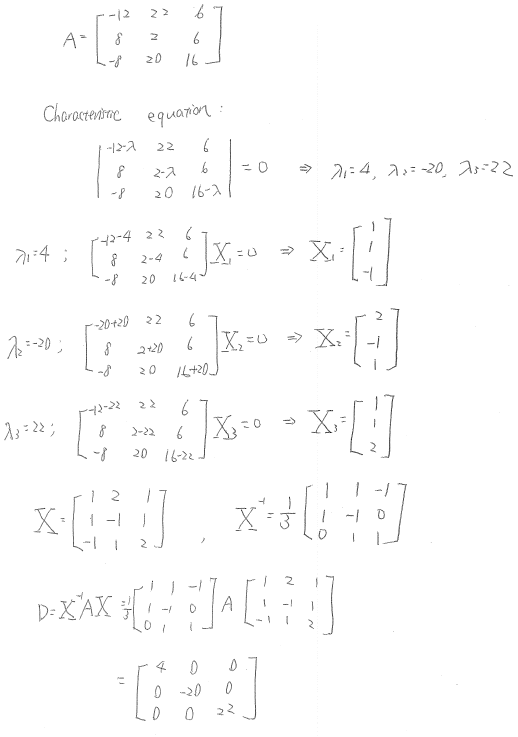 A = [ -12 22 6
8 2 6
-8 20 16 ]
Characteristic equation :
| -12-λ 22 6
8 2-λ 6
-8 20 16-λ | = 0 ⇒ λ₁=4, λ₂=-20, λ₃=22
λ₁=4 ; [ -12-4 22 6
8 2-4 6
-8 20 16-4 ] X₁=0 ⇒ X₁= [ 1
1
-1 ]
λ₂=-20 ; [ -20+20 22 6
8 2+20 6
-8 20 16+20 ] X₂=0 ⇒ X₂= [ 2
-1
1 ]
λ₃=22 ; [ -12-22 22 6
8 2-22 6
-8 20 16-22 ] X₃=0 ⇒ X₃= [ 1
1
2 ]
X= [ 1 2 1
1 -1 1
-1 1 2 ] , X⁻¹= 1/3 [ 1 1 -1
1 -1 0
0 1 1 ]
D=X⁻¹AX = 1/3 [ 1 1 -1
1 -1 0
0 1 1 ] A [ 1 2 1
1 -1 1
-1 1 2 ]
= [ 4 0 0
0 -20 0
0 0 22 ]